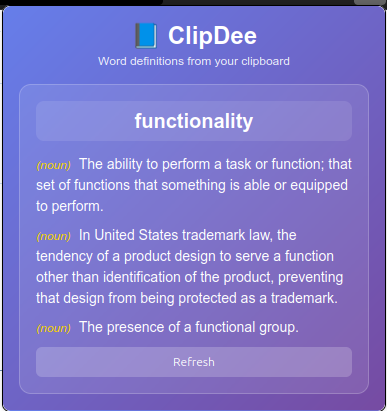 📘 ClipDee
Word definitions from your clipboard
functionality
(noun) The ability to perform a task or function; that
set of functions that something is able or equipped
to perform.
(noun) In United States trademark law, the
tendency of a product design to serve a function
other than identification of the product, preventing
that design from being protected as a trademark.
(noun) The presence of a functional group.
Refresh